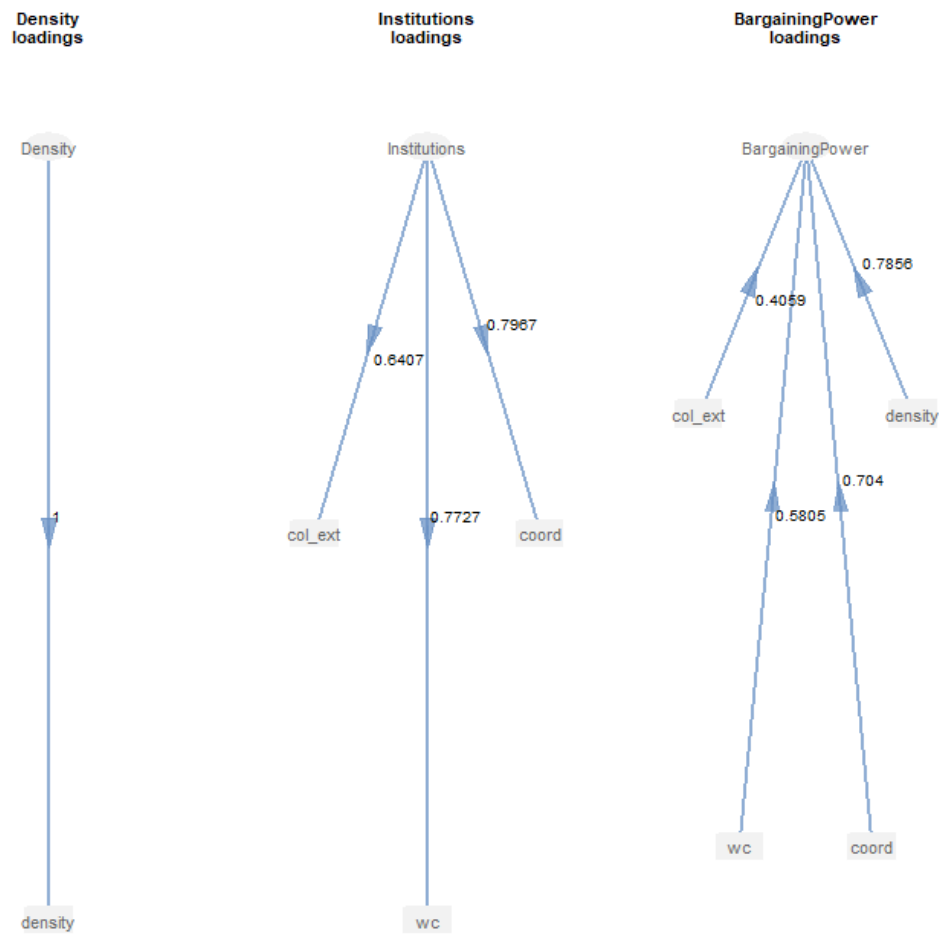 Density
loadings
Institutions
loadings
BargainingPower
loadings
Density
Institutions
BargainingPower
0.7856
0.4059
0.7967
0.6407
col_ext
density
0.704
0.5805
1
0.7727
col_ext
coord
wc
coord
density
wc